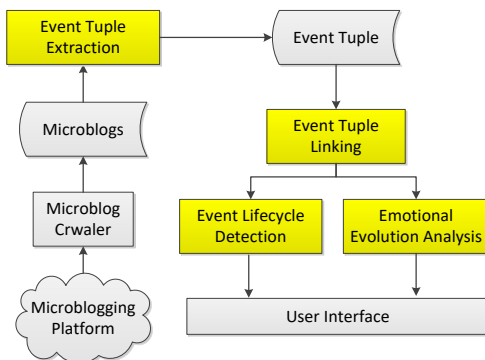 Event Tuple
Extraction
Event Tuple
Microblogs
Event Tuple
Linking
Microblog
Crwaler
Event Lifecycle
Detection
Emotional
Evolution Analysis
Microblogging
Platform
User Interface